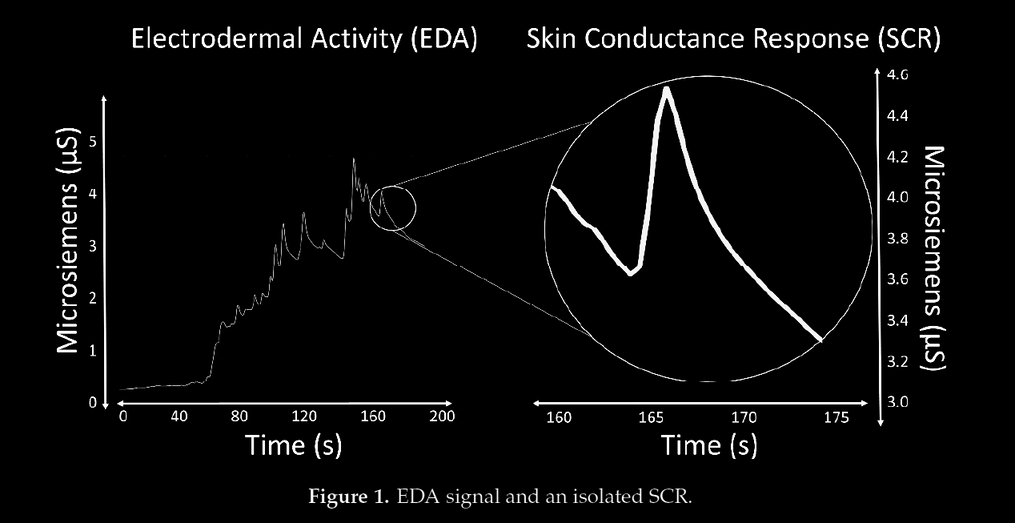 Electrodermal Activity (EDA)
Skin Conductance Response (SCR)
Microsiemens (µS)
5
4
3
2
1
0
0 40 80 120 160 200
Time (s)
4.6
4.4
4.2
4.0
3.8
3.6
3.4
3.2
3.0
Microsiemens (µS)
160 165 170 175
Time (s)
Figure 1. EDA signal and an isolated SCR.